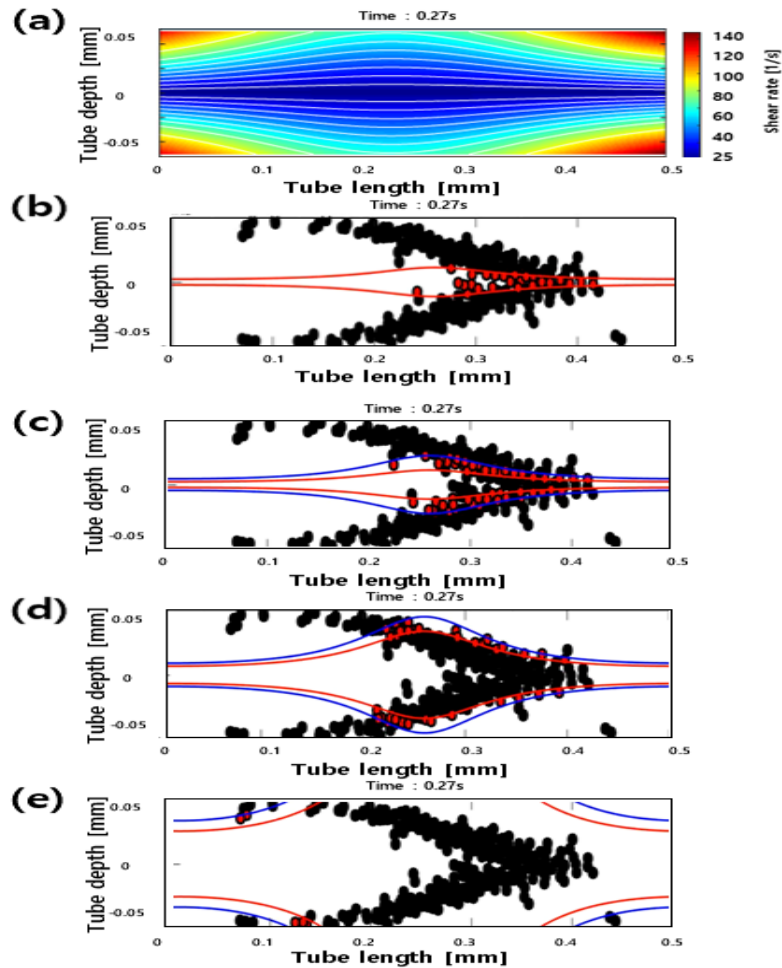 (a)
Time : 0.27s
Tube depth [mm]
0.05
0
-0.05
0 0.1 0.2 0.3 0.4 0.5
Tube length [mm]
140
120
100
80
60
40
25
Shear rate [1/s]
(b)
Time : 0.27s
Tube depth [mm]
0.05
0
-0.05
0 0.1 0.2 0.3 0.4 0.5
Tube length [mm]
(c)
Time : 0.27s
Tube depth [mm]
0.05
0
-0.05
0 0.1 0.2 0.3 0.4 0.5
Tube length [mm]
(d)
Time : 0.27s
Tube depth [mm]
0.05
0
-0.05
0 0.1 0.2 0.3 0.4 0.5
Tube length [mm]
(e)
Time : 0.27s
Tube depth [mm]
0.05
0
-0.05
0 0.1 0.2 0.3 0.4 0.5
Tube length [mm]